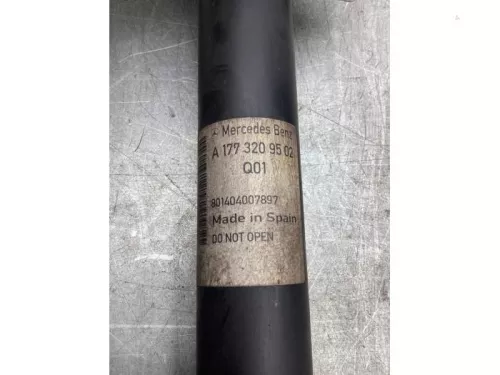 Mercedes Benz
A 177 320 95 02
Q01
801404007897
Made in Spain
DO NOT OPEN